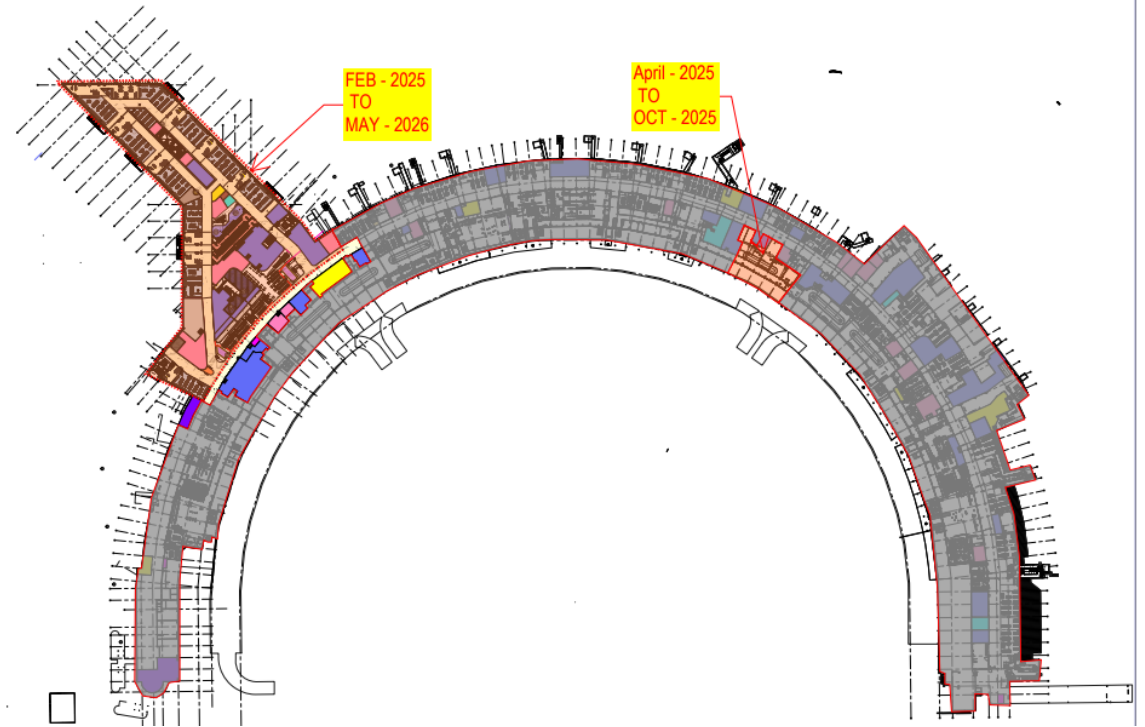 FEB - 2025
TO
MAY - 2026
April - 2025
TO
OCT - 2025